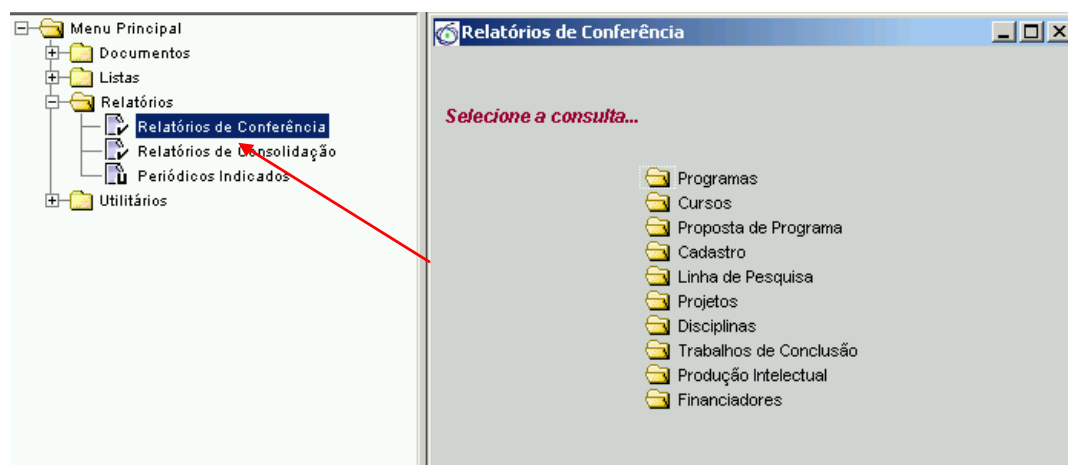 Menu Principal
Documentos
Listas
Relatórios
Relatórios de Conferência
Relatórios de Consolidação
Periódicos Indicados
Utilitários
Relatórios de Conferência
Selecione a consulta...
Programas
Cursos
Proposta de Programa
Cadastro
Linha de Pesquisa
Projetos
Disciplinas
Trabalhos de Conclusão
Produção Intelectual
Financiadores